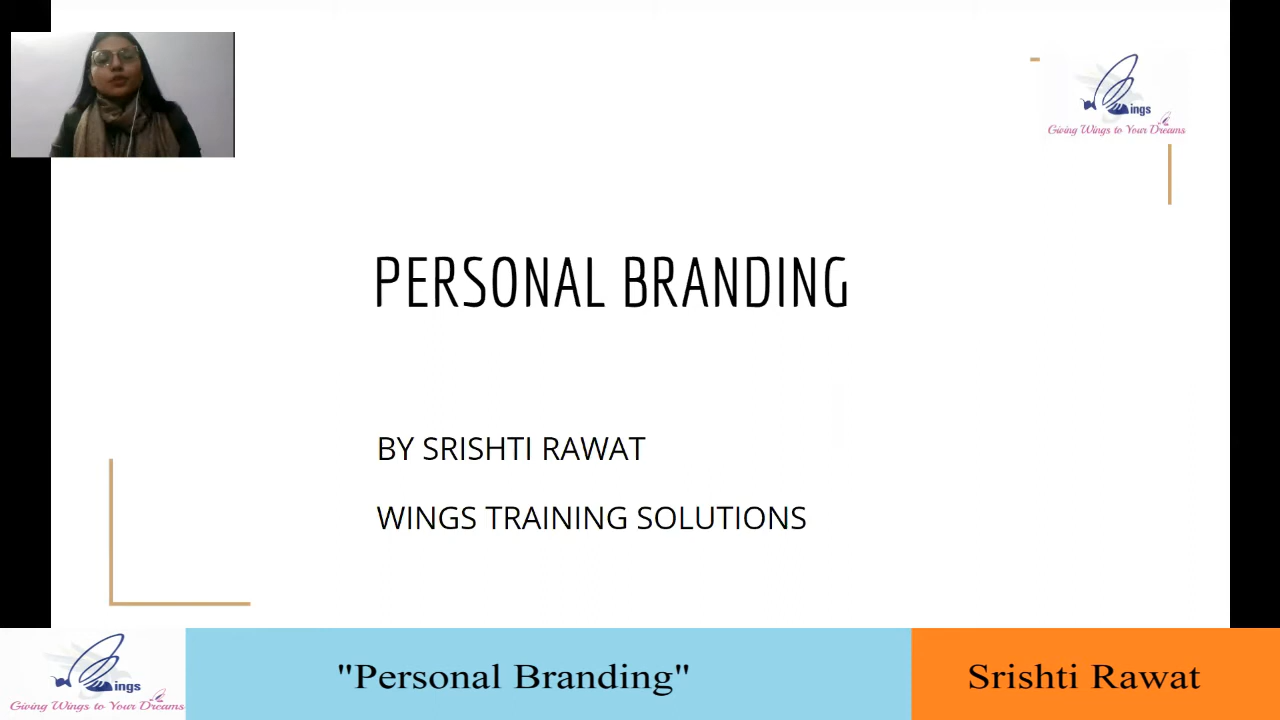 Wings
Giving Wings to Your Dreams
PERSONAL BRANDING
BY SRISHTI RAWAT
WINGS TRAINING SOLUTIONS
Wings
Giving Wings to Your Dreams
"Personal Branding"
Srishti Rawat